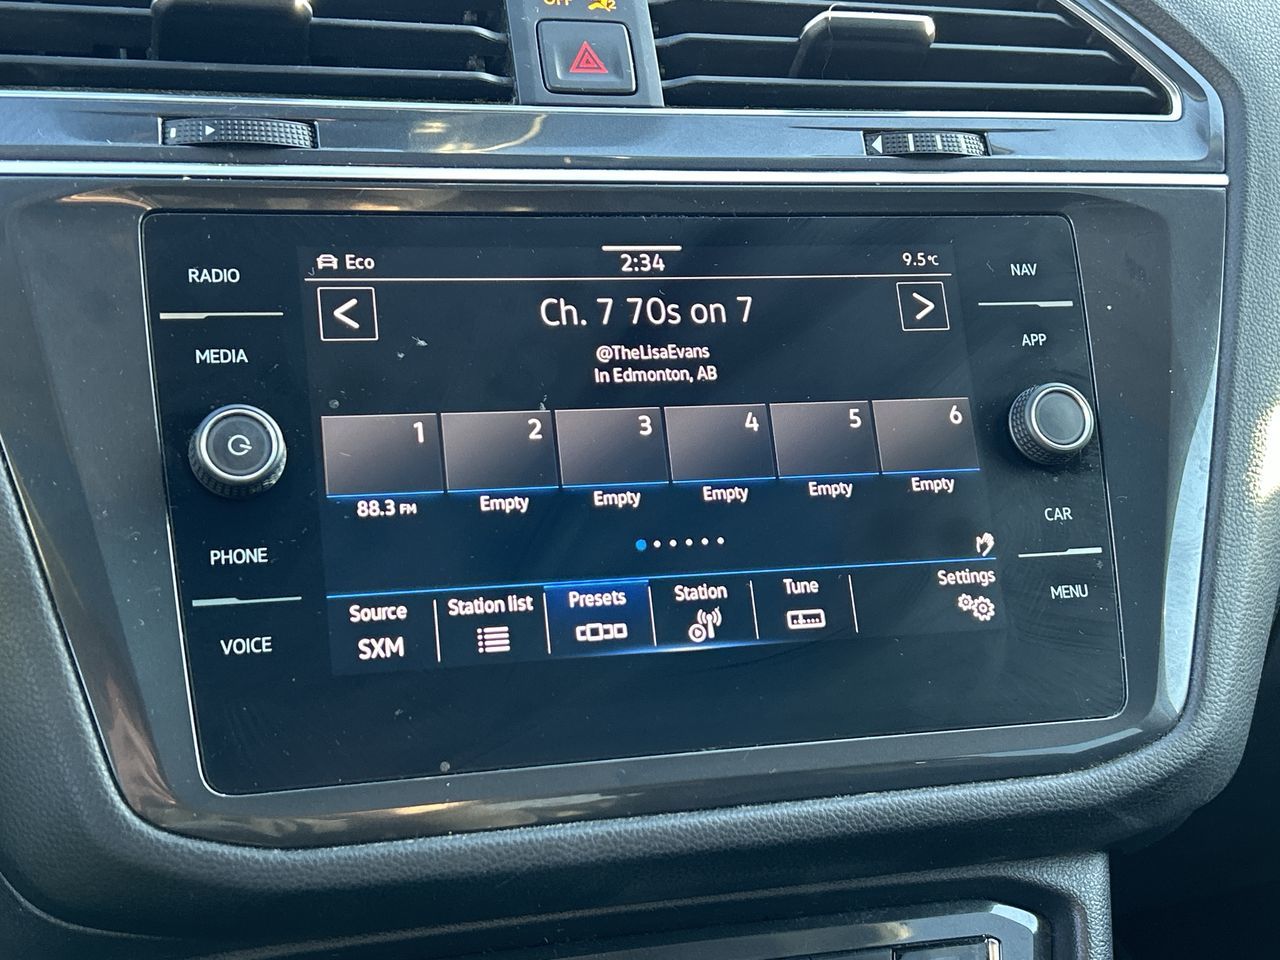 OFF
Eco
2:34
9.5°C
RADIO
MEDIA
PHONE
VOICE
Ch. 7 70s on 7
@TheLisaEvans
In Edmonton, AB
1
2
3
4
5
6
88.3 FM
Empty
Empty
Empty
Empty
Empty
Source
SXM
Station list
Presets
Station
Tune
Settings
NAV
APP
CAR
MENU